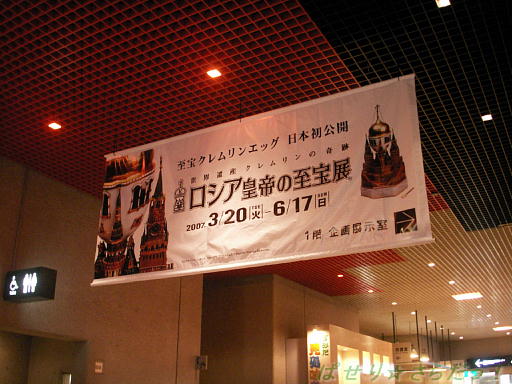 至宝クレムリンエッグ 日本初公開
世界遺産クレムリンの奇跡
ロシア皇帝の至宝展
2007. 3/20 火 — 6/17 日
1階 企画展示室